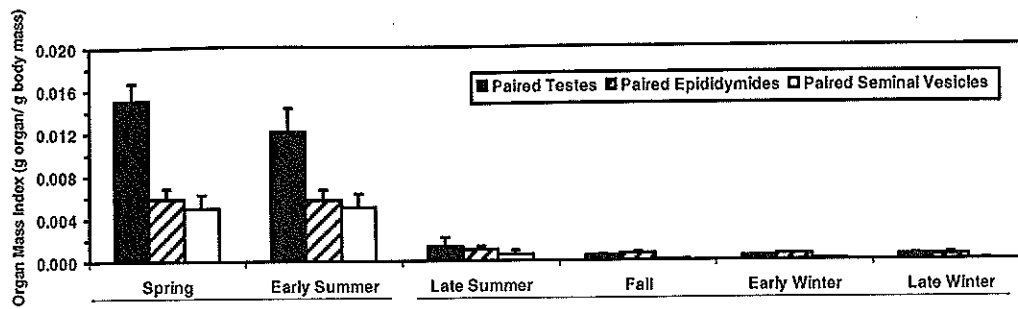 Organ Mass Index (g organ/ g body mass)
0.020
0.016
0.012
0.008
0.004
0.000
Paired Testes Paired Epididymides Paired Seminal Vesicles
Spring Early Summer Late Summer Fall Early Winter Late Winter